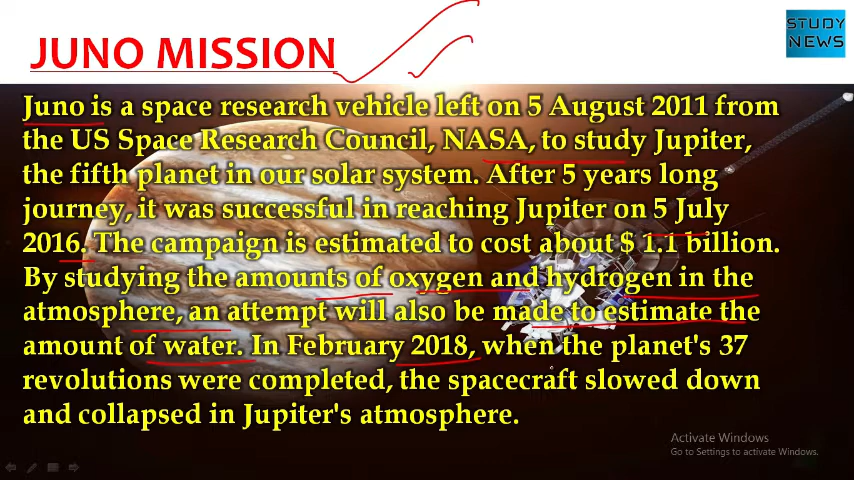 JUNO MISSION
STUDY
NEWS
Juno is a space research vehicle left on 5 August 2011 from
the US Space Research Council, NASA, to study Jupiter,
the fifth planet in our solar system. After 5 years long
journey, it was successful in reaching Jupiter on 5 July
2016. The campaign is estimated to cost about $ 1.1 billion.
By studying the amounts of oxygen and hydrogen in the
atmosphere, an attempt will also be made to estimate the
amount of water. In February 2018, when the planet's 37
revolutions were completed, the spacecraft slowed down
and collapsed in Jupiter's atmosphere.
Activate Windows
Go to Settings to activate Windows.